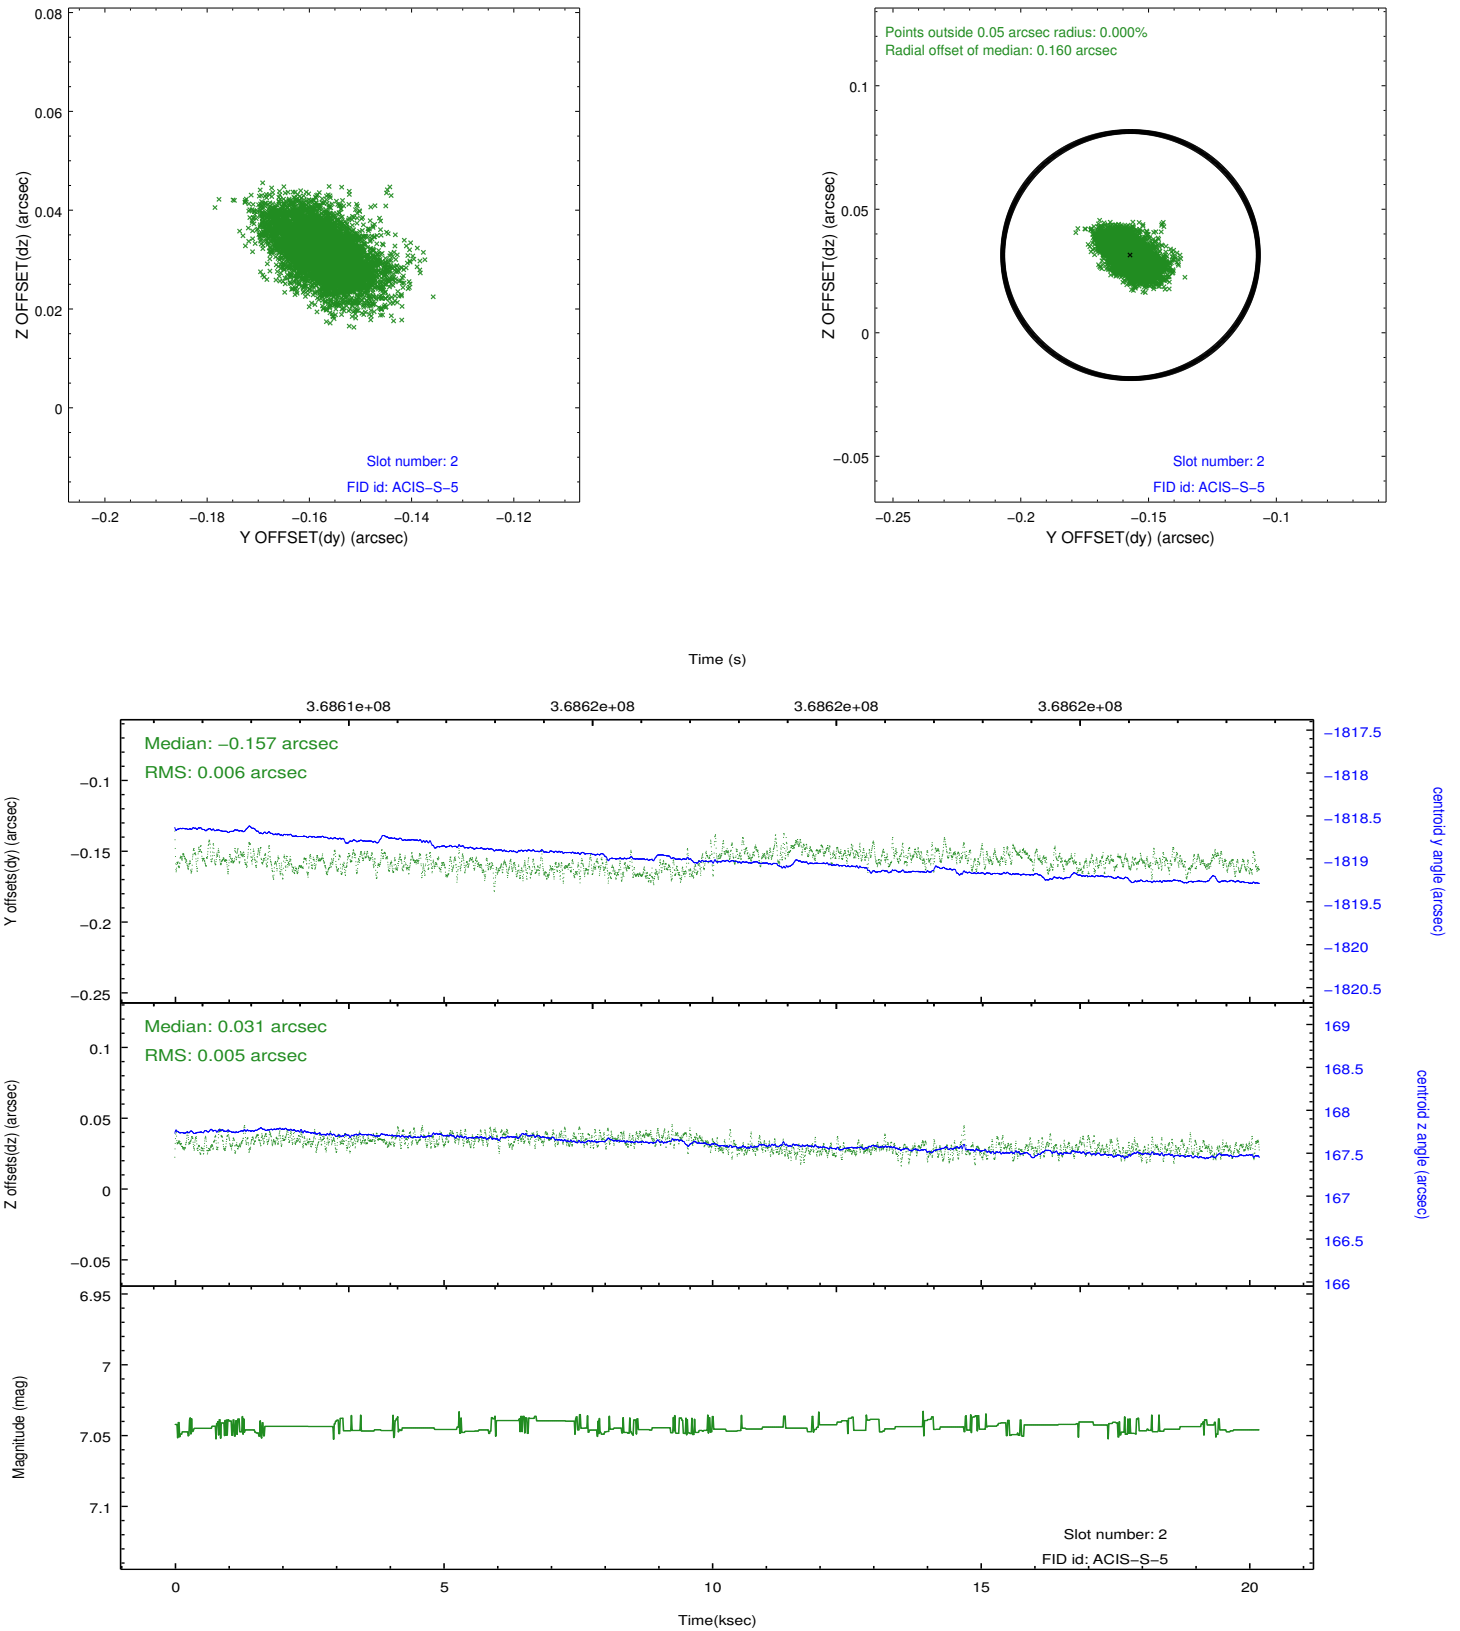 0.08
0.06
0.04
0.02
0
Z OFFSET(dz) (arcsec)
Slot number: 2
FID id: ACIS−S−5
−0.2 −0.18 −0.16 −0.14 −0.12
Y OFFSET(dy) (arcsec)
Points outside 0.05 arcsec radius: 0.000%
Radial offset of median: 0.160 arcsec
0.1
0.05
0
−0.05
Z OFFSET(dz) (arcsec)
Slot number: 2
FID id: ACIS−S−5
−0.25 −0.2 −0.15 −0.1
Y OFFSET(dy) (arcsec)
Time (s)
3.6861e+08 3.6862e+08 3.6862e+08 3.6862e+08
Median: −0.157 arcsec
RMS: 0.006 arcsec
−0.1
−0.15
−0.2
−0.25
Y offsets(dy) (arcsec)
−1817.5
−1818
−1818.5
−1819
−1819.5
−1820
−1820.5
centroid y angle (arcsec)
Median: 0.031 arcsec
RMS: 0.005 arcsec
0.1
0.05
0
−0.05
Z offsets(dz) (arcsec)
169
168.5
168
167.5
167
166.5
166
centroid z angle (arcsec)
6.95
7
7.05
7.1
Magnitude (mag)
Slot number: 2
FID id: ACIS−S−5
0 5 10 15 20
Time(ksec)